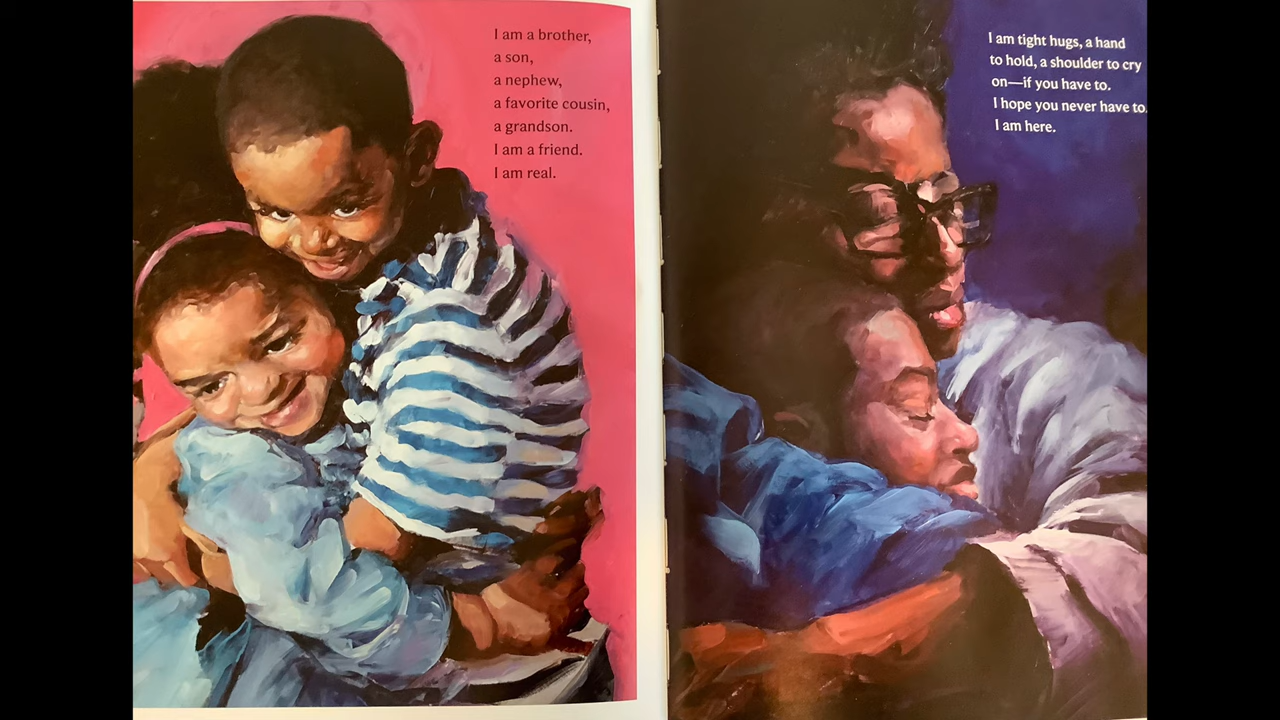 I am a brother,
a son,
a nephew,
a favorite cousin,
a grandson.
I am a friend.
I am real.
I am tight hugs, a hand
to hold, a shoulder to cry
on—if you have to.
I hope you never have to.
I am here.